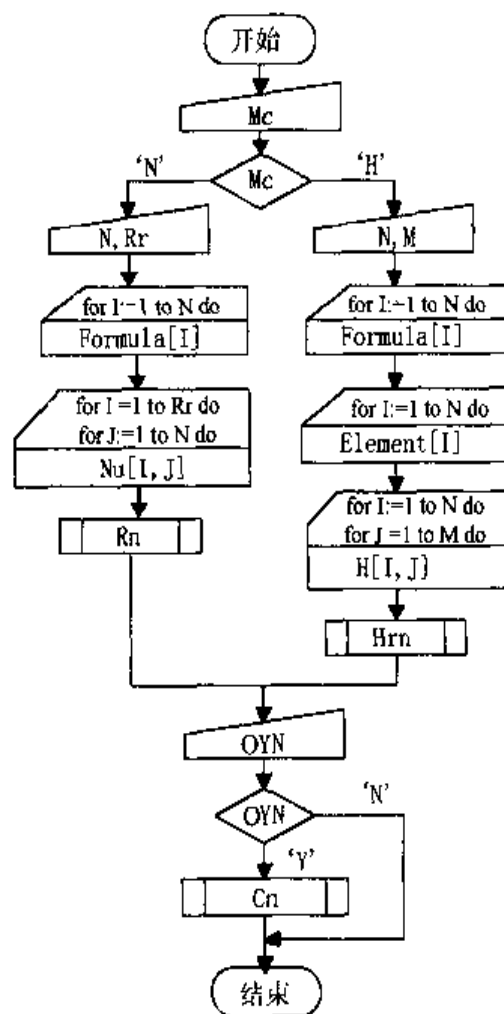 开始
Mc
'N'
Mc
'H'
N,Rr
for I:=1 to N do
Formula[I]
for I =1 to Rr do
for J:=1 to N do
Nu[I,J]
Rn
N,M
for I:=1 to N do
Formula[I]
for I:=1 to N do
Element[I]
for I:=1 to N do
for J =1 to M do
H[I,J)
Hrn
OYN
OYN
'N'
'Y'
Cn
结束